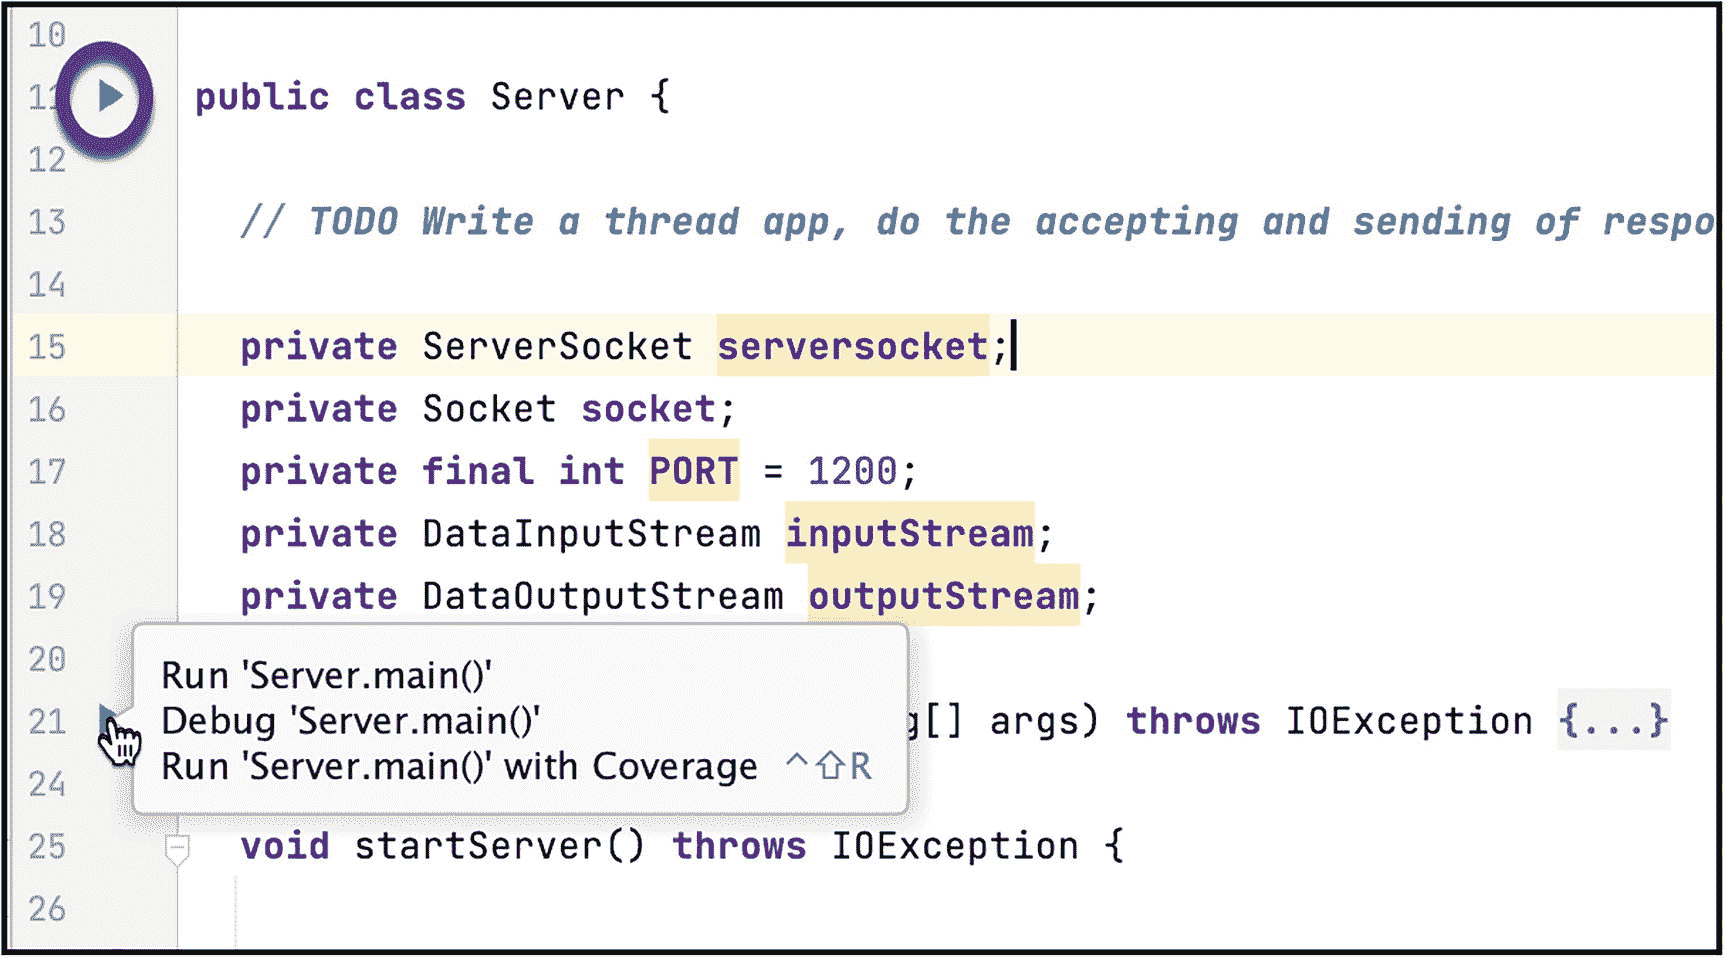 10
11 public class Server {
12
13 // TODO Write a thread app, do the accepting and sending of respo
14
15 private ServerSocket serversocket;
16 private Socket socket;
17 private final int PORT = 1200;
18 private DataInputStream inputStream;
19 private DataOutputStream outputStream;
20
Run 'Server.main()'
21 Debug 'Server.main()' g[] args) throws IOException {...}
Run 'Server.main()' with Coverage ^⇧R
24
25 void startServer() throws IOException {
26